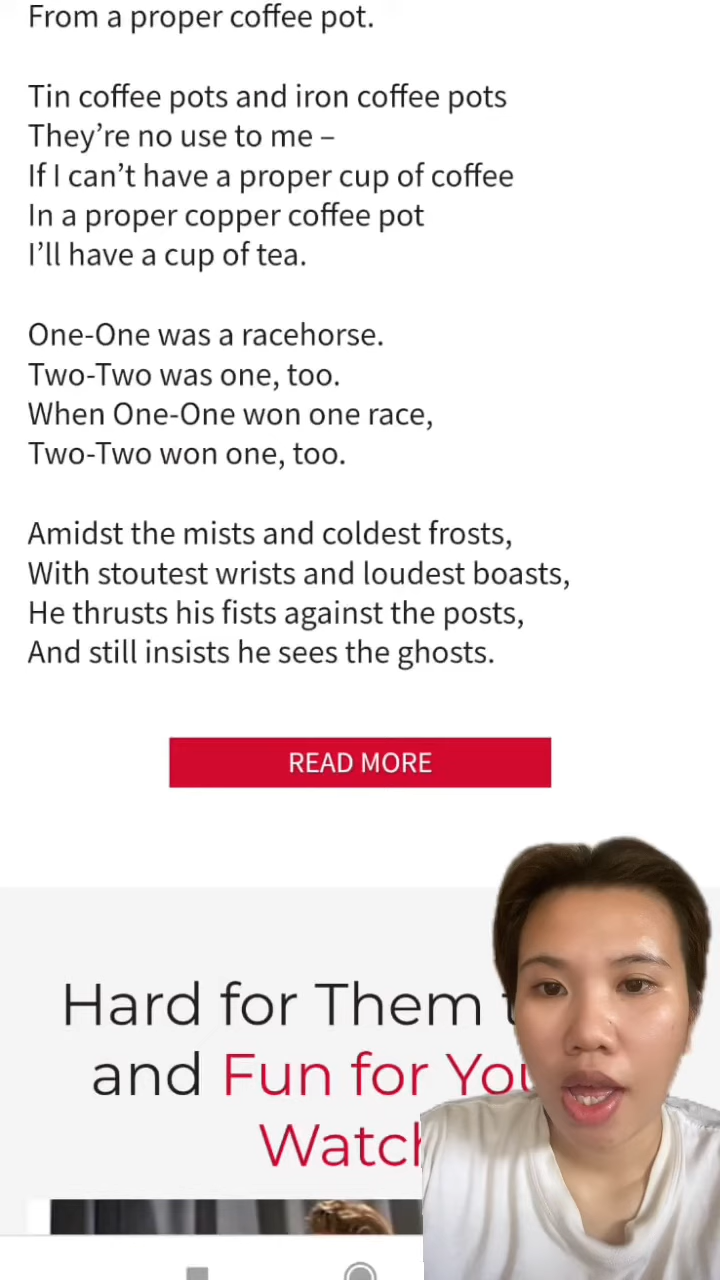 From a proper coffee pot.
Tin coffee pots and iron coffee pots
They’re no use to me –
If I can’t have a proper cup of coffee
In a proper copper coffee pot
I’ll have a cup of tea.
One-One was a racehorse.
Two-Two was one, too.
When One-One won one race,
Two-Two won one, too.
Amidst the mists and coldest frosts,
With stoutest wrists and loudest boasts,
He thrusts his fists against the posts,
And still insists he sees the ghosts.
READ MORE
Hard for Them
and Fun for